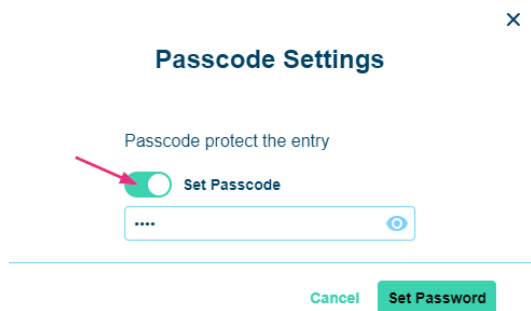 Passcode Settings
Passcode protect the entry
Set Passcode
••••
Cancel Set Password